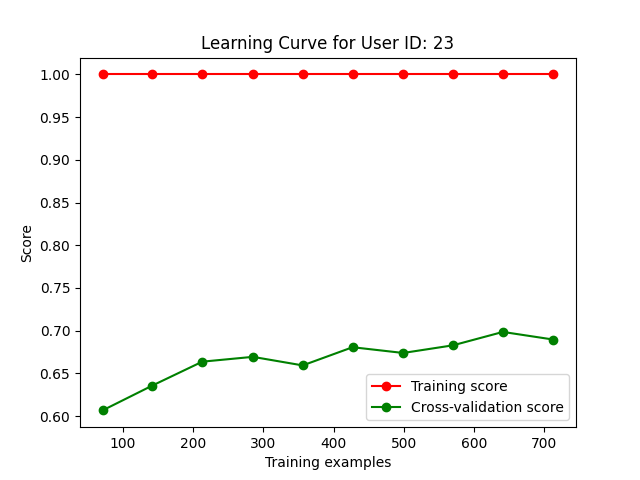 Learning Curve for User ID: 23
1.00
0.95
0.90
0.85
0.80
0.75
0.70
0.65
0.60
Score
100 200 300 400 500 600 700
Training examples
Training score
Cross-validation score